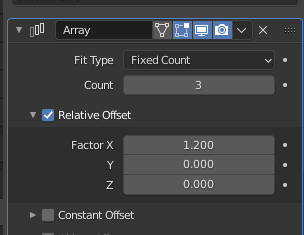 Array
Fit Type Fixed Count
Count 3
Relative Offset
Factor X 1.200
Y 0.000
Z 0.000
Constant Offset